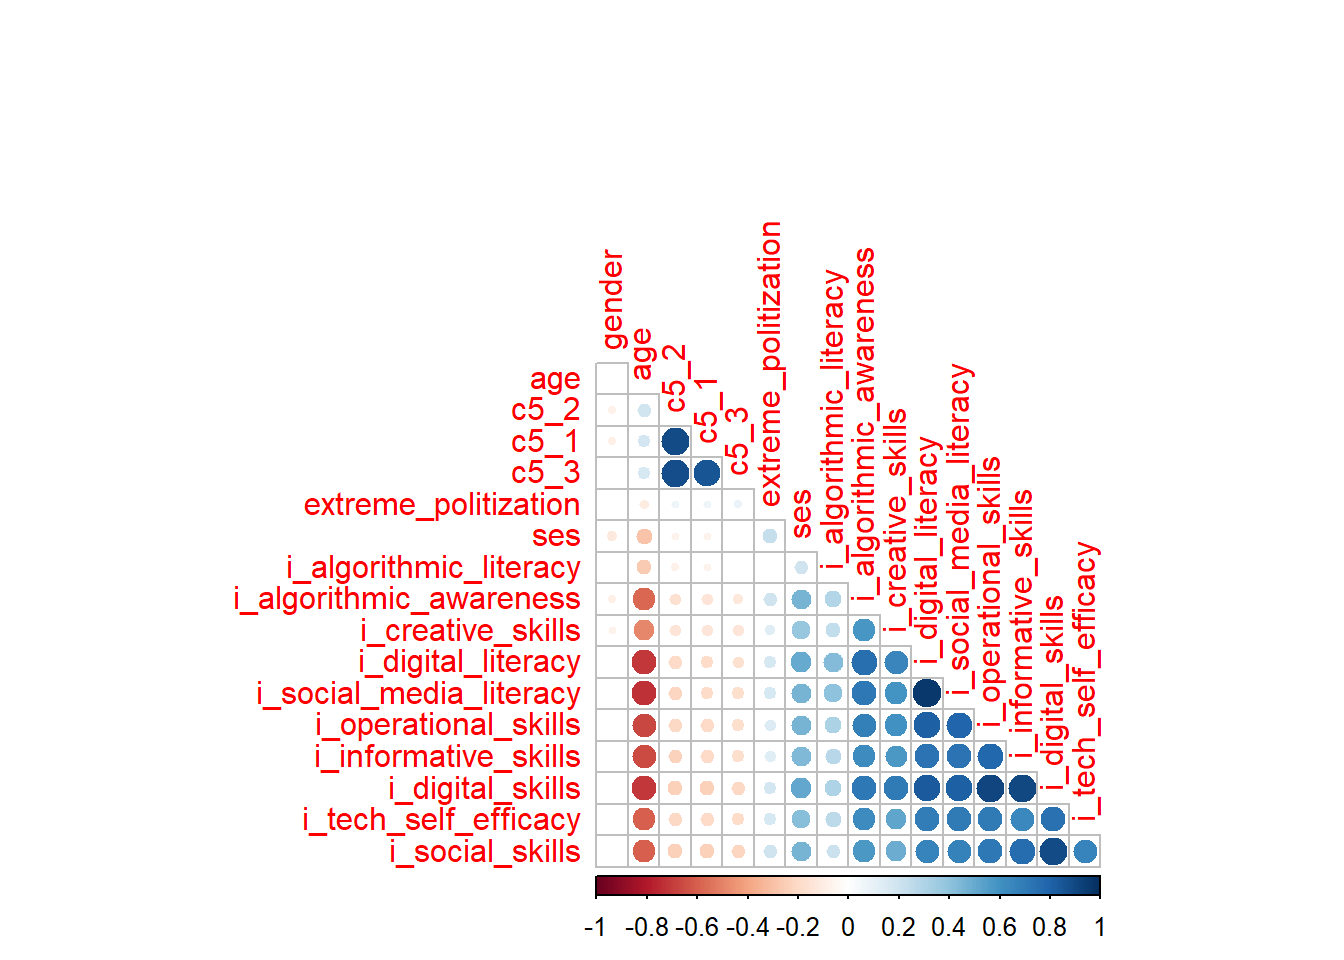 gender
age
c5_2
c5_1
c5_3
extreme_politization
ses
i_algorithmic_literacy
i_algorithmic_awareness
i_creative_skills
i_digital_literacy
i_social_media_literacy
i_operational_skills
i_informative_skills
i_digital_skills
i_tech_self_efficacy
age
c5_2
c5_1
c5_3
extreme_politization
ses
i_algorithmic_literacy
i_algorithmic_awareness
i_creative_skills
i_digital_literacy
i_social_media_literacy
i_operational_skills
i_informative_skills
i_digital_skills
i_tech_self_efficacy
i_social_skills
-1 -0.8 -0.6 -0.4 -0.2 0 0.2 0.4 0.6 0.8 1